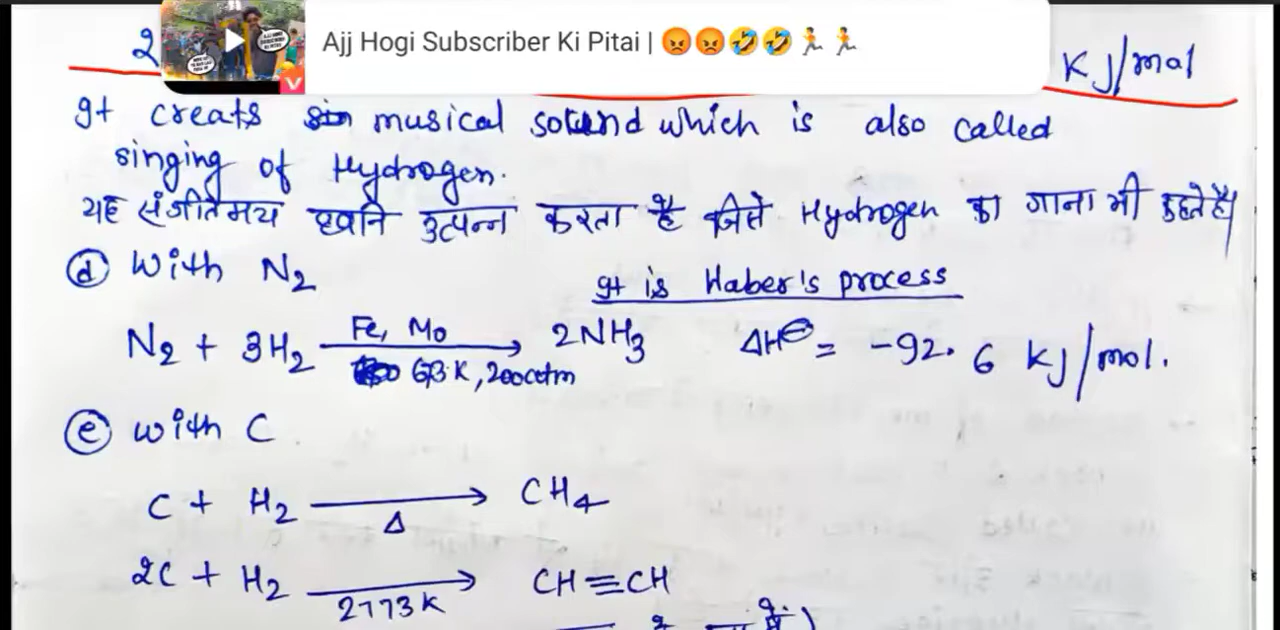 Ajj Hogi Subscriber Ki Pitai | 😡😡🤣🤣🏃🏃
2 KJ/mol
It creats musical sound which is also called
singing of Hydrogen.
यह संगीतमय ध्वनि उत्पन्न करता है जिसे Hydrogen का गाना भी कहते हैं।
(d) With N2
It is Haber's process
N2 + 3H2 Fe, Mo → 2NH3 ΔH⊖ = -92.6 KJ/mol.
673K, 200atm
(e) with C
C + H2 → CH4
Δ
2C + H2 → CH≡CH
2773K